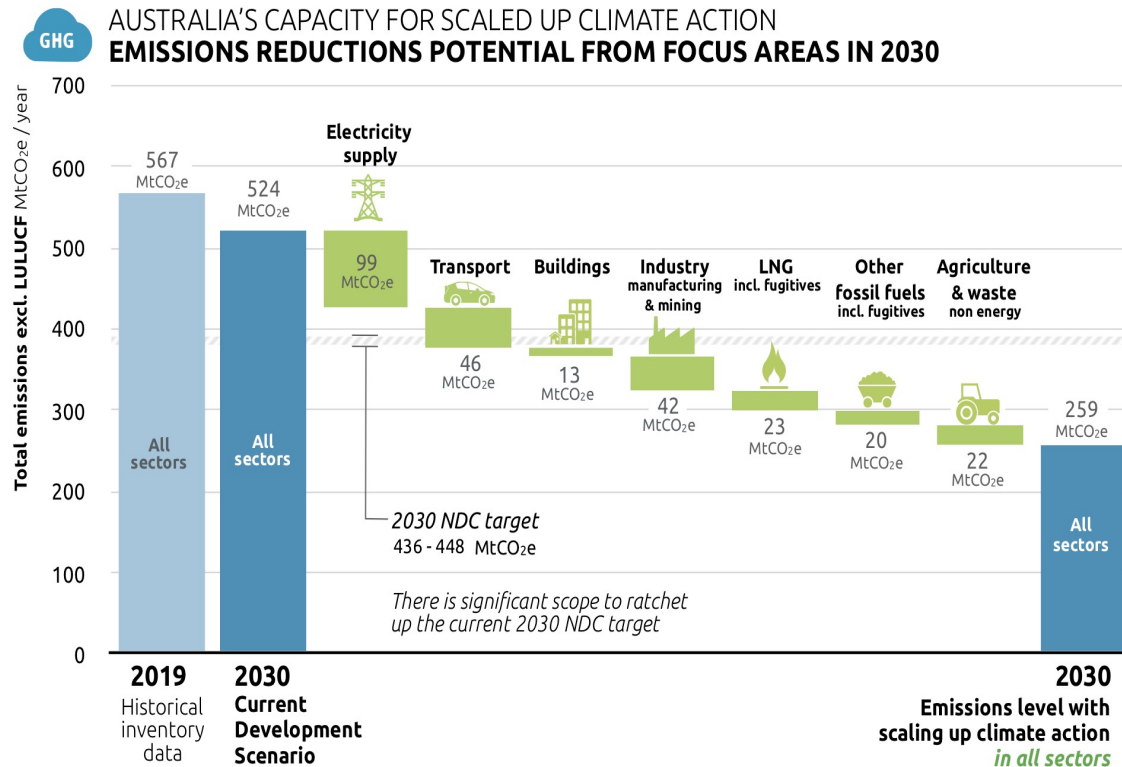 GHG
AUSTRALIA'S CAPACITY FOR SCALED UP CLIMATE ACTION
EMISSIONS REDUCTIONS POTENTIAL FROM FOCUS AREAS IN 2030
Total emissions excl. LULUCF MtCO₂e / year
700
600
500
400
300
200
100
0
567
MtCO₂e
All
sectors
524
MtCO₂e
All
sectors
Electricity
supply
99
MtCO₂e
Transport
46
MtCO₂e
Buildings
13
MtCO₂e
Industry
manufacturing
& mining
42
MtCO₂e
LNG
incl. fugitives
23
MtCO₂e
Other
fossil fuels
incl. fugitives
20
MtCO₂e
Agriculture
& waste
non energy
22
MtCO₂e
259
MtCO₂e
All
sectors
2030 NDC target
436 - 448 MtCO₂e
There is significant scope to ratchet
up the current 2030 NDC target
2019
Historical
inventory
data
2030
Current
Development
Scenario
2030
Emissions level with
scaling up climate action
in all sectors